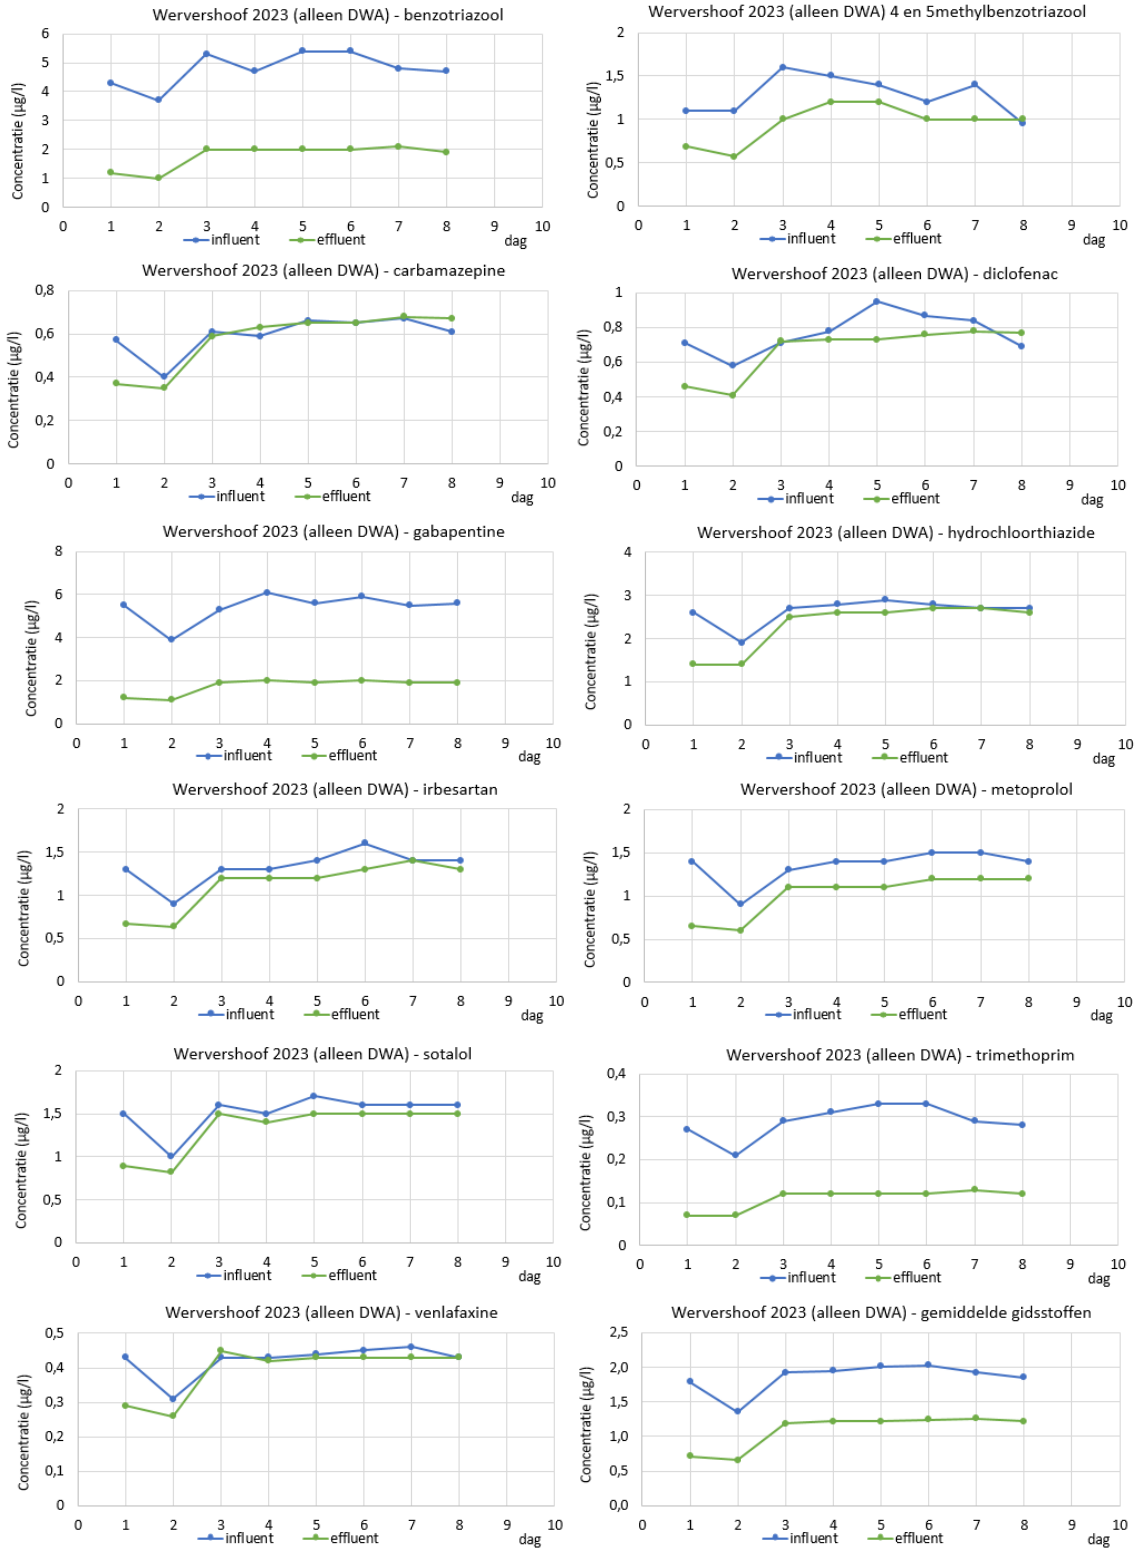 Wervershoof 2023 (alleen DWA) - benzotriazool
Concentratie (µg/l)
6
5
4
3
2
1
0
0 1 2 3 4 5 6 7 8 9 10
influent effluent dag
Wervershoof 2023 (alleen DWA) 4 en 5methylbenzotriazool
Concentratie (µg/l)
2
1,5
1
0,5
0
0 1 2 3 4 5 6 7 8 9 10
influent effluent dag
Wervershoof 2023 (alleen DWA) - carbamazepine
Concentratie (µg/l)
0,8
0,6
0,4
0,2
0
0 1 2 3 4 5 6 7 8 9 10
influent effluent dag
Wervershoof 2023 (alleen DWA) - diclofenac
Concentratie (µg/l)
1
0,8
0,6
0,4
0,2
0
0 1 2 3 4 5 6 7 8 9 10
influent effluent dag
Wervershoof 2023 (alleen DWA) - gabapentine
Concentratie (µg/l)
8
6
4
2
0
0 1 2 3 4 5 6 7 8 9 10
influent effluent dag
Wervershoof 2023 (alleen DWA) - hydrochloorthiazide
Concentratie (µg/l)
4
3
2
1
0
0 1 2 3 4 5 6 7 8 9 10
influent effluent dag
Wervershoof 2023 (alleen DWA) - irbesartan
Concentratie (µg/l)
2
1,5
1
0,5
0
0 1 2 3 4 5 6 7 8 9 10
influent effluent dag
Wervershoof 2023 (alleen DWA) - metoprolol
Concentratie (µg/l)
2
1,5
1
0,5
0
0 1 2 3 4 5 6 7 8 9 10
influent effluent dag
Wervershoof 2023 (alleen DWA) - sotalol
Concentratie (µg/l)
2
1,5
1
0,5
0
0 1 2 3 4 5 6 7 8 9 10
influent effluent dag
Wervershoof 2023 (alleen DWA) - trimethoprim
Concentratie (µg/l)
0,4
0,3
0,2
0,1
0
0 1 2 3 4 5 6 7 8 9 10
influent effluent dag
Wervershoof 2023 (alleen DWA) - venlafaxine
Concentratie (µg/l)
0,5
0,4
0,3
0,2
0,1
0
0 1 2 3 4 5 6 7 8 9 10
influent effluent dag
Wervershoof 2023 (alleen DWA) - gemiddelde gidsstoffen
Concentratie (µg/l)
2,5
2,0
1,5
1,0
0,5
0,0
0 1 2 3 4 5 6 7 8 9 10
influent effluent dag